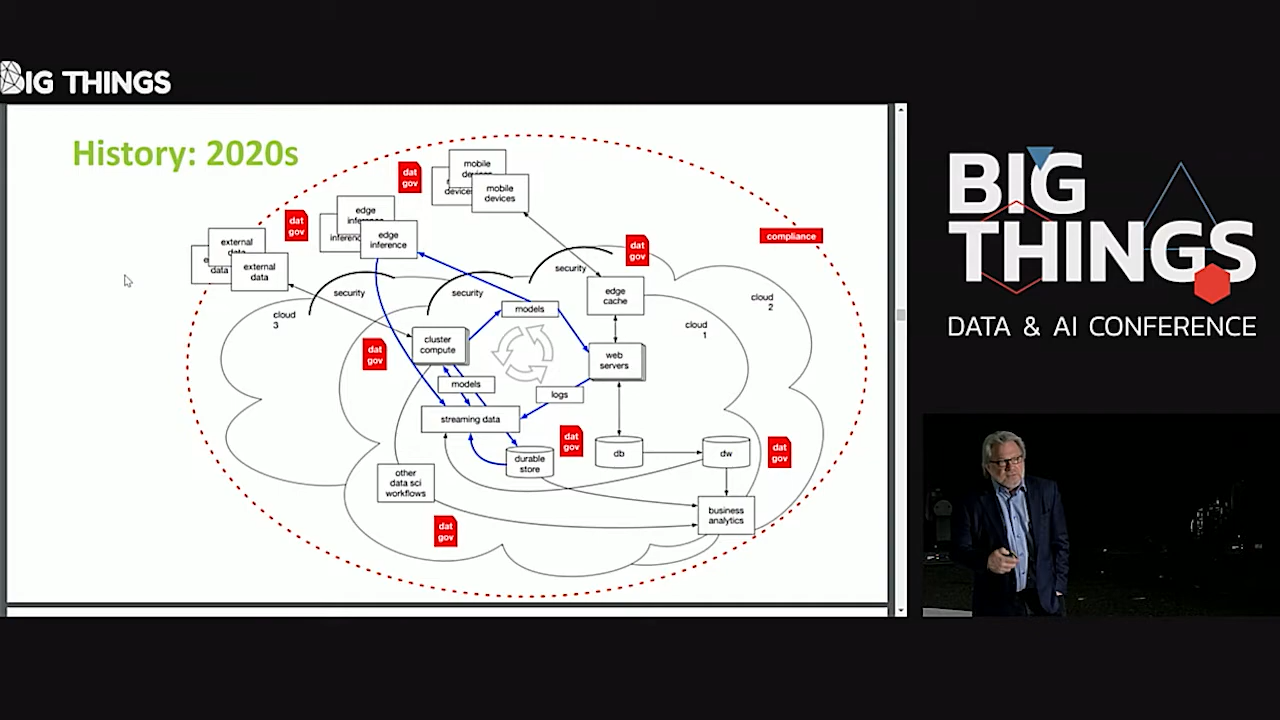 BIG THINGS
History: 2020s
dat
gov
mobile
devices
mobile
devices
devices
edge
inference
edge
inference
inference
dat
gov
external
data
external
data
data
dat
gov
compliance
security
security
security
edge
cache
cloud
3
cloud
2
cloud
1
models
cluster
compute
web
servers
dat
gov
models
logs
streaming data
dat
gov
dat
gov
durable
store
db
dw
other
data sci
workflows
business
analytics
dat
gov
BIG
THINGS
DATA & AI CONFERENCE